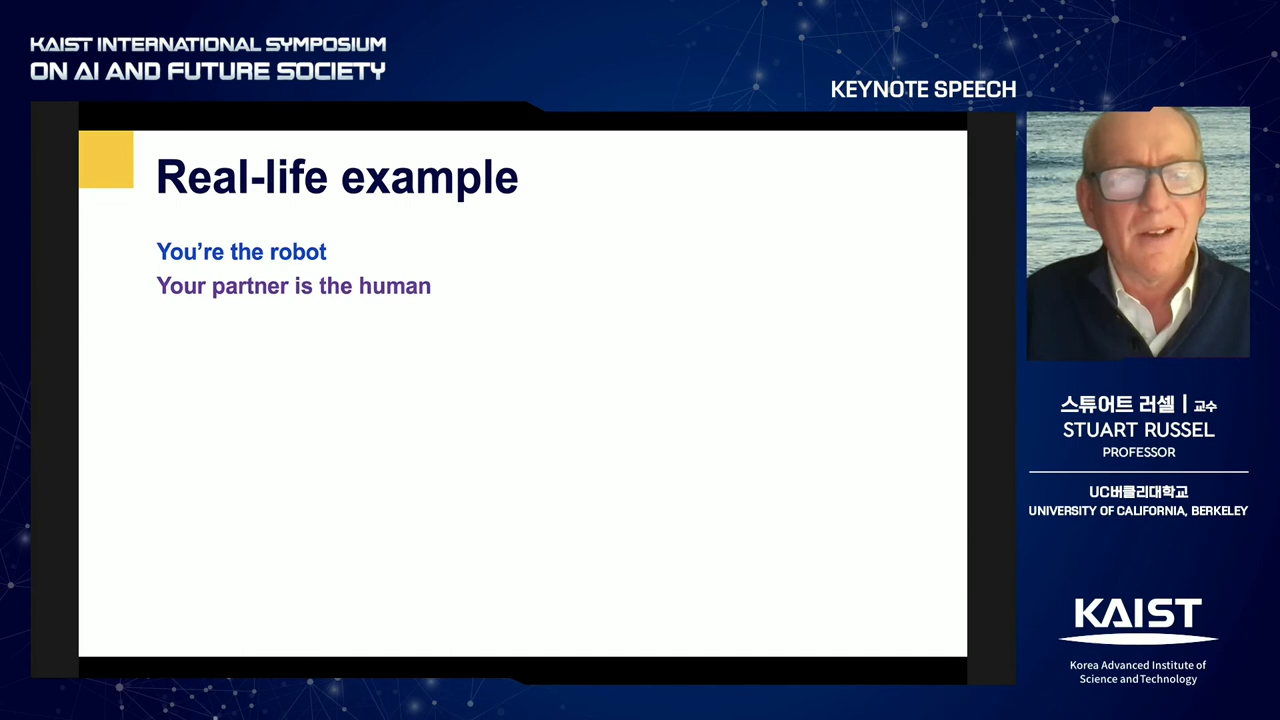 KAIST INTERNATIONAL SYMPOSIUM
ON AI AND FUTURE SOCIETY
KEYNOTE SPEECH
Real-life example
You're the robot
Your partner is the human
스튜어트 러셀 | 교수
STUART RUSSEL
PROFESSOR
UC버클리대학교
UNIVERSITY OF CALIFORNIA, BERKELEY
KAIST
Korea Advanced Institute of
Science and Technology